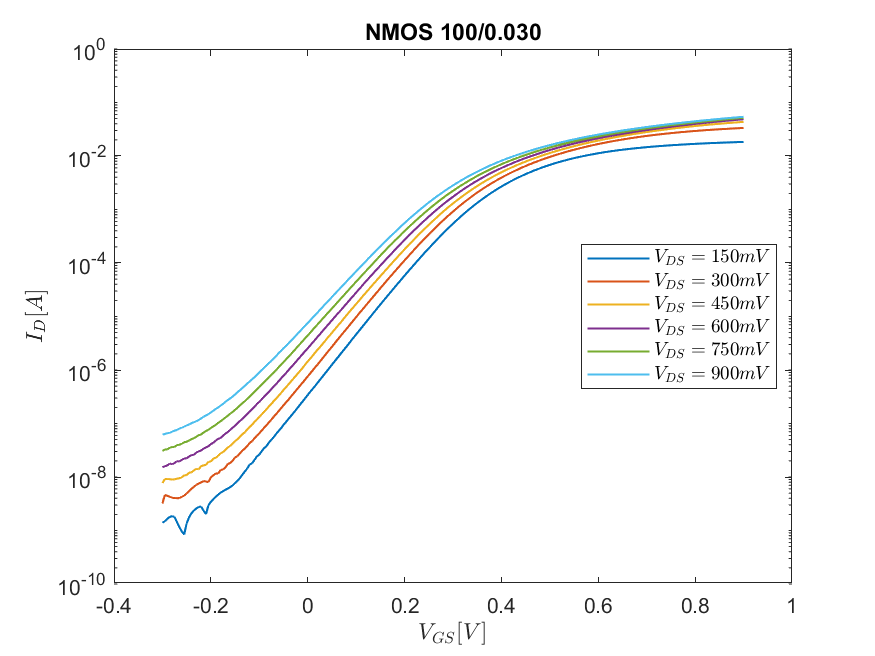 NMOS 100/0.030
10^0
10^-2
10^-4
10^-6
10^-8
10^-10
I_D[A]
V_DS = 150mV
V_DS = 300mV
V_DS = 450mV
V_DS = 600mV
V_DS = 750mV
V_DS = 900mV
-0.4 -0.2 0 0.2 0.4 0.6 0.8 1
V_GS[V]